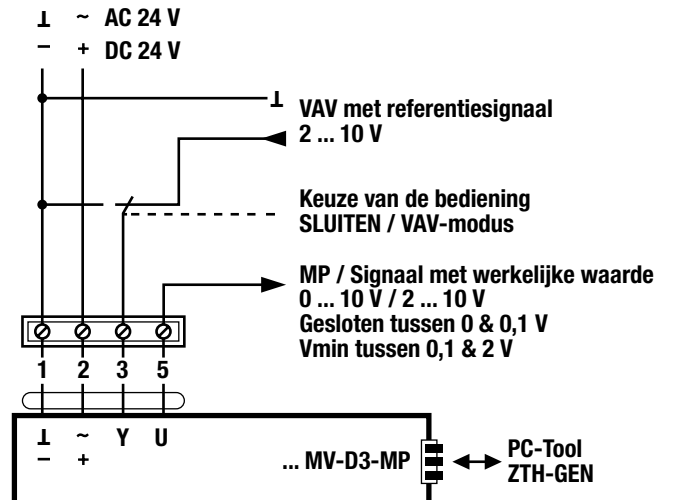 ⊥ ~ AC 24 V
− + DC 24 V
⊥ VAV met referentiesignaal
2 ... 10 V
Keuze van de bediening
SLUITEN / VAV-modus
MP / Signaal met werkelijke waarde
0 ... 10 V / 2 ... 10 V
Gesloten tussen 0 & 0,1 V
Vmin tussen 0,1 & 2 V
1 2 3 5
⊥ ~ Y U
− +
... MV-D3-MP
PC-Tool
ZTH-GEN